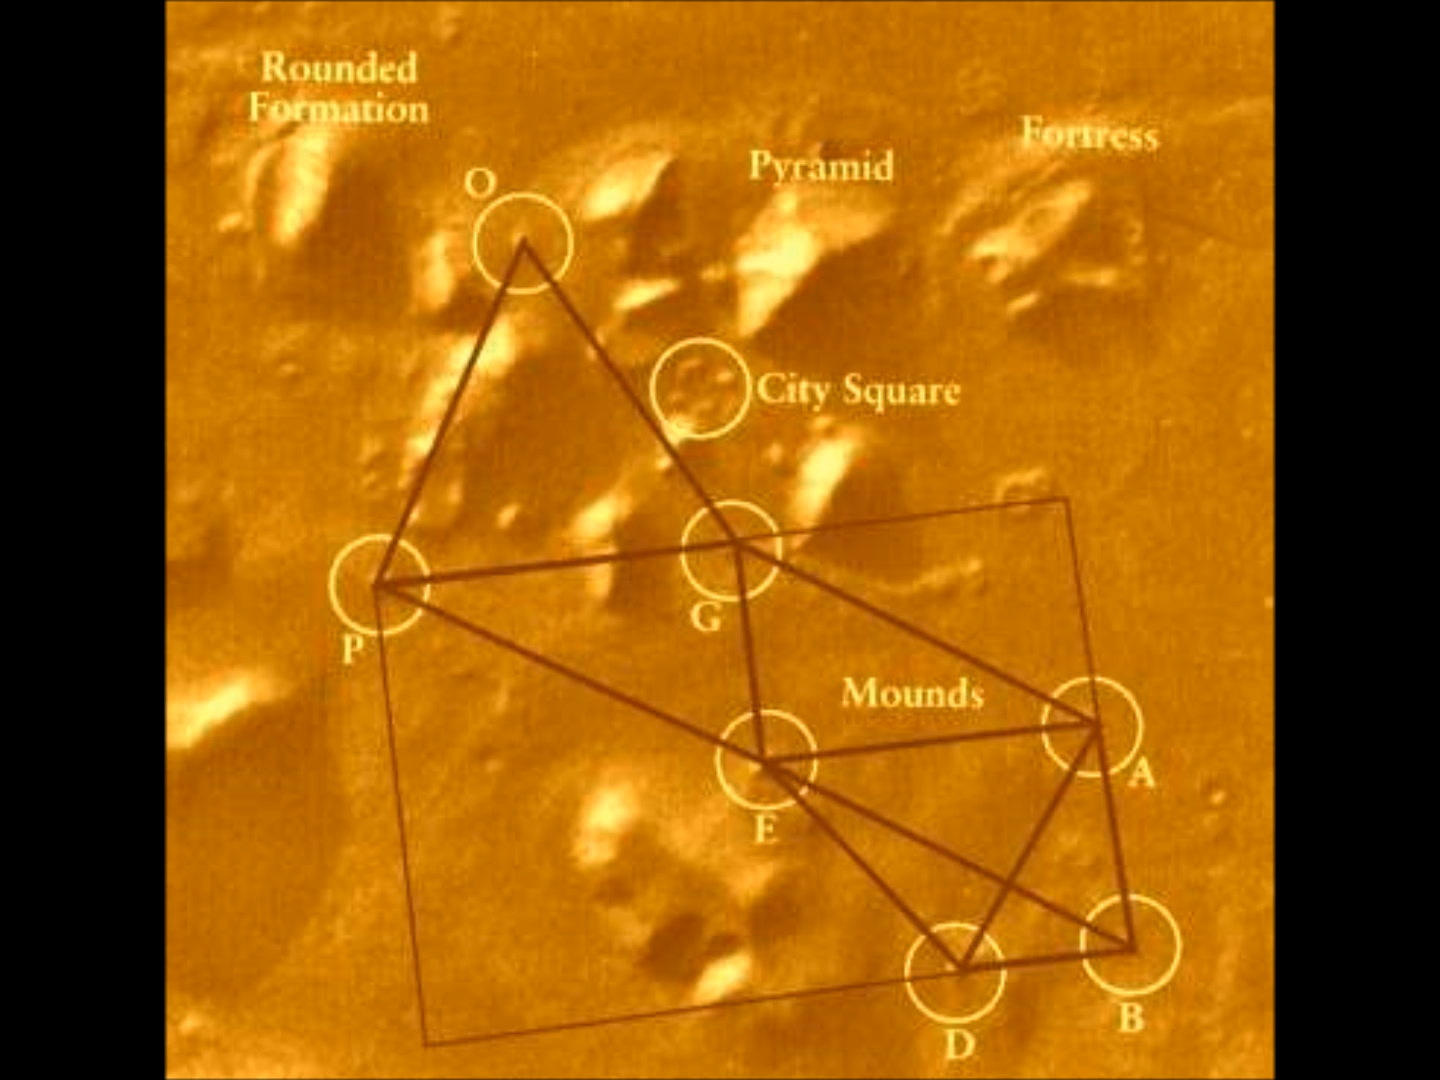 Rounded
Formation
O
Pyramid
Fortress
City Square
P
G
Mounds
A
E
B
D